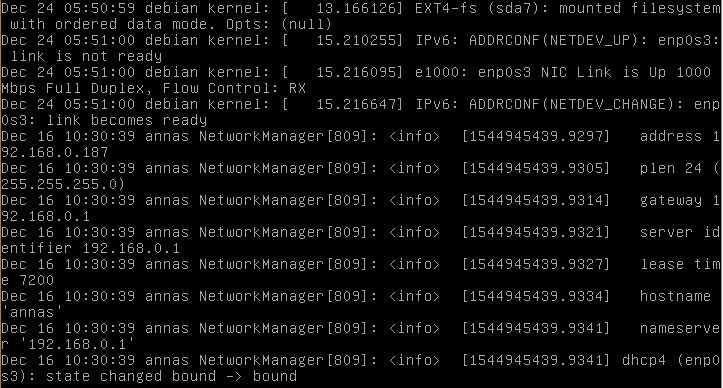 Dec 24 05:50:59 debian kernel: [   13.166126] EXT4-fs (sda7): mounted filesystem
 with ordered data mode. Opts: (null)
Dec 24 05:51:00 debian kernel: [   15.210255] IPv6: ADDRCONF(NETDEV_UP): enp0s3:
 link is not ready
Dec 24 05:51:00 debian kernel: [   15.216095] e1000: enp0s3 NIC Link is Up 1000
Mbps Full Duplex, Flow Control: RX
Dec 24 05:51:00 debian kernel: [   15.216647] IPv6: ADDRCONF(NETDEV_CHANGE): enp
0s3: link becomes ready
Dec 16 10:30:39 annas NetworkManager[809]: <info>  [1544945439.9297]   address 1
92.168.0.187
Dec 16 10:30:39 annas NetworkManager[809]: <info>  [1544945439.9305]   plen 24 (
255.255.255.0)
Dec 16 10:30:39 annas NetworkManager[809]: <info>  [1544945439.9314]   gateway 1
92.168.0.1
Dec 16 10:30:39 annas NetworkManager[809]: <info>  [1544945439.9321]   server id
entifier 192.168.0.1
Dec 16 10:30:39 annas NetworkManager[809]: <info>  [1544945439.9327]   lease tim
e 7200
Dec 16 10:30:39 annas NetworkManager[809]: <info>  [1544945439.9334]   hostname
'annas'
Dec 16 10:30:39 annas NetworkManager[809]: <info>  [1544945439.9341]   nameserve
r '192.168.0.1'
Dec 16 10:30:39 annas NetworkManager[809]: <info>  [1544945439.9341] dhcp4 (enp0
s3): state changed bound -> bound